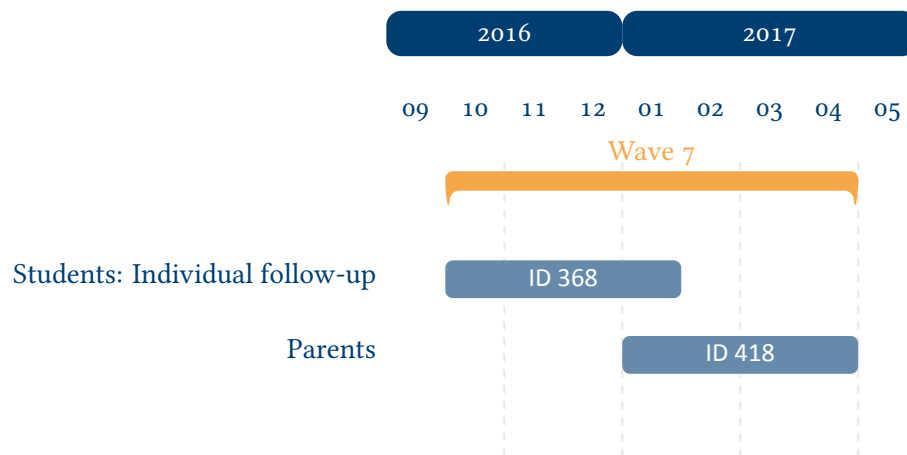 2016 2017
09 10 11 12 01 02 03 04 05
Wave 7
Students: Individual follow-up ID 368
Parents ID 418